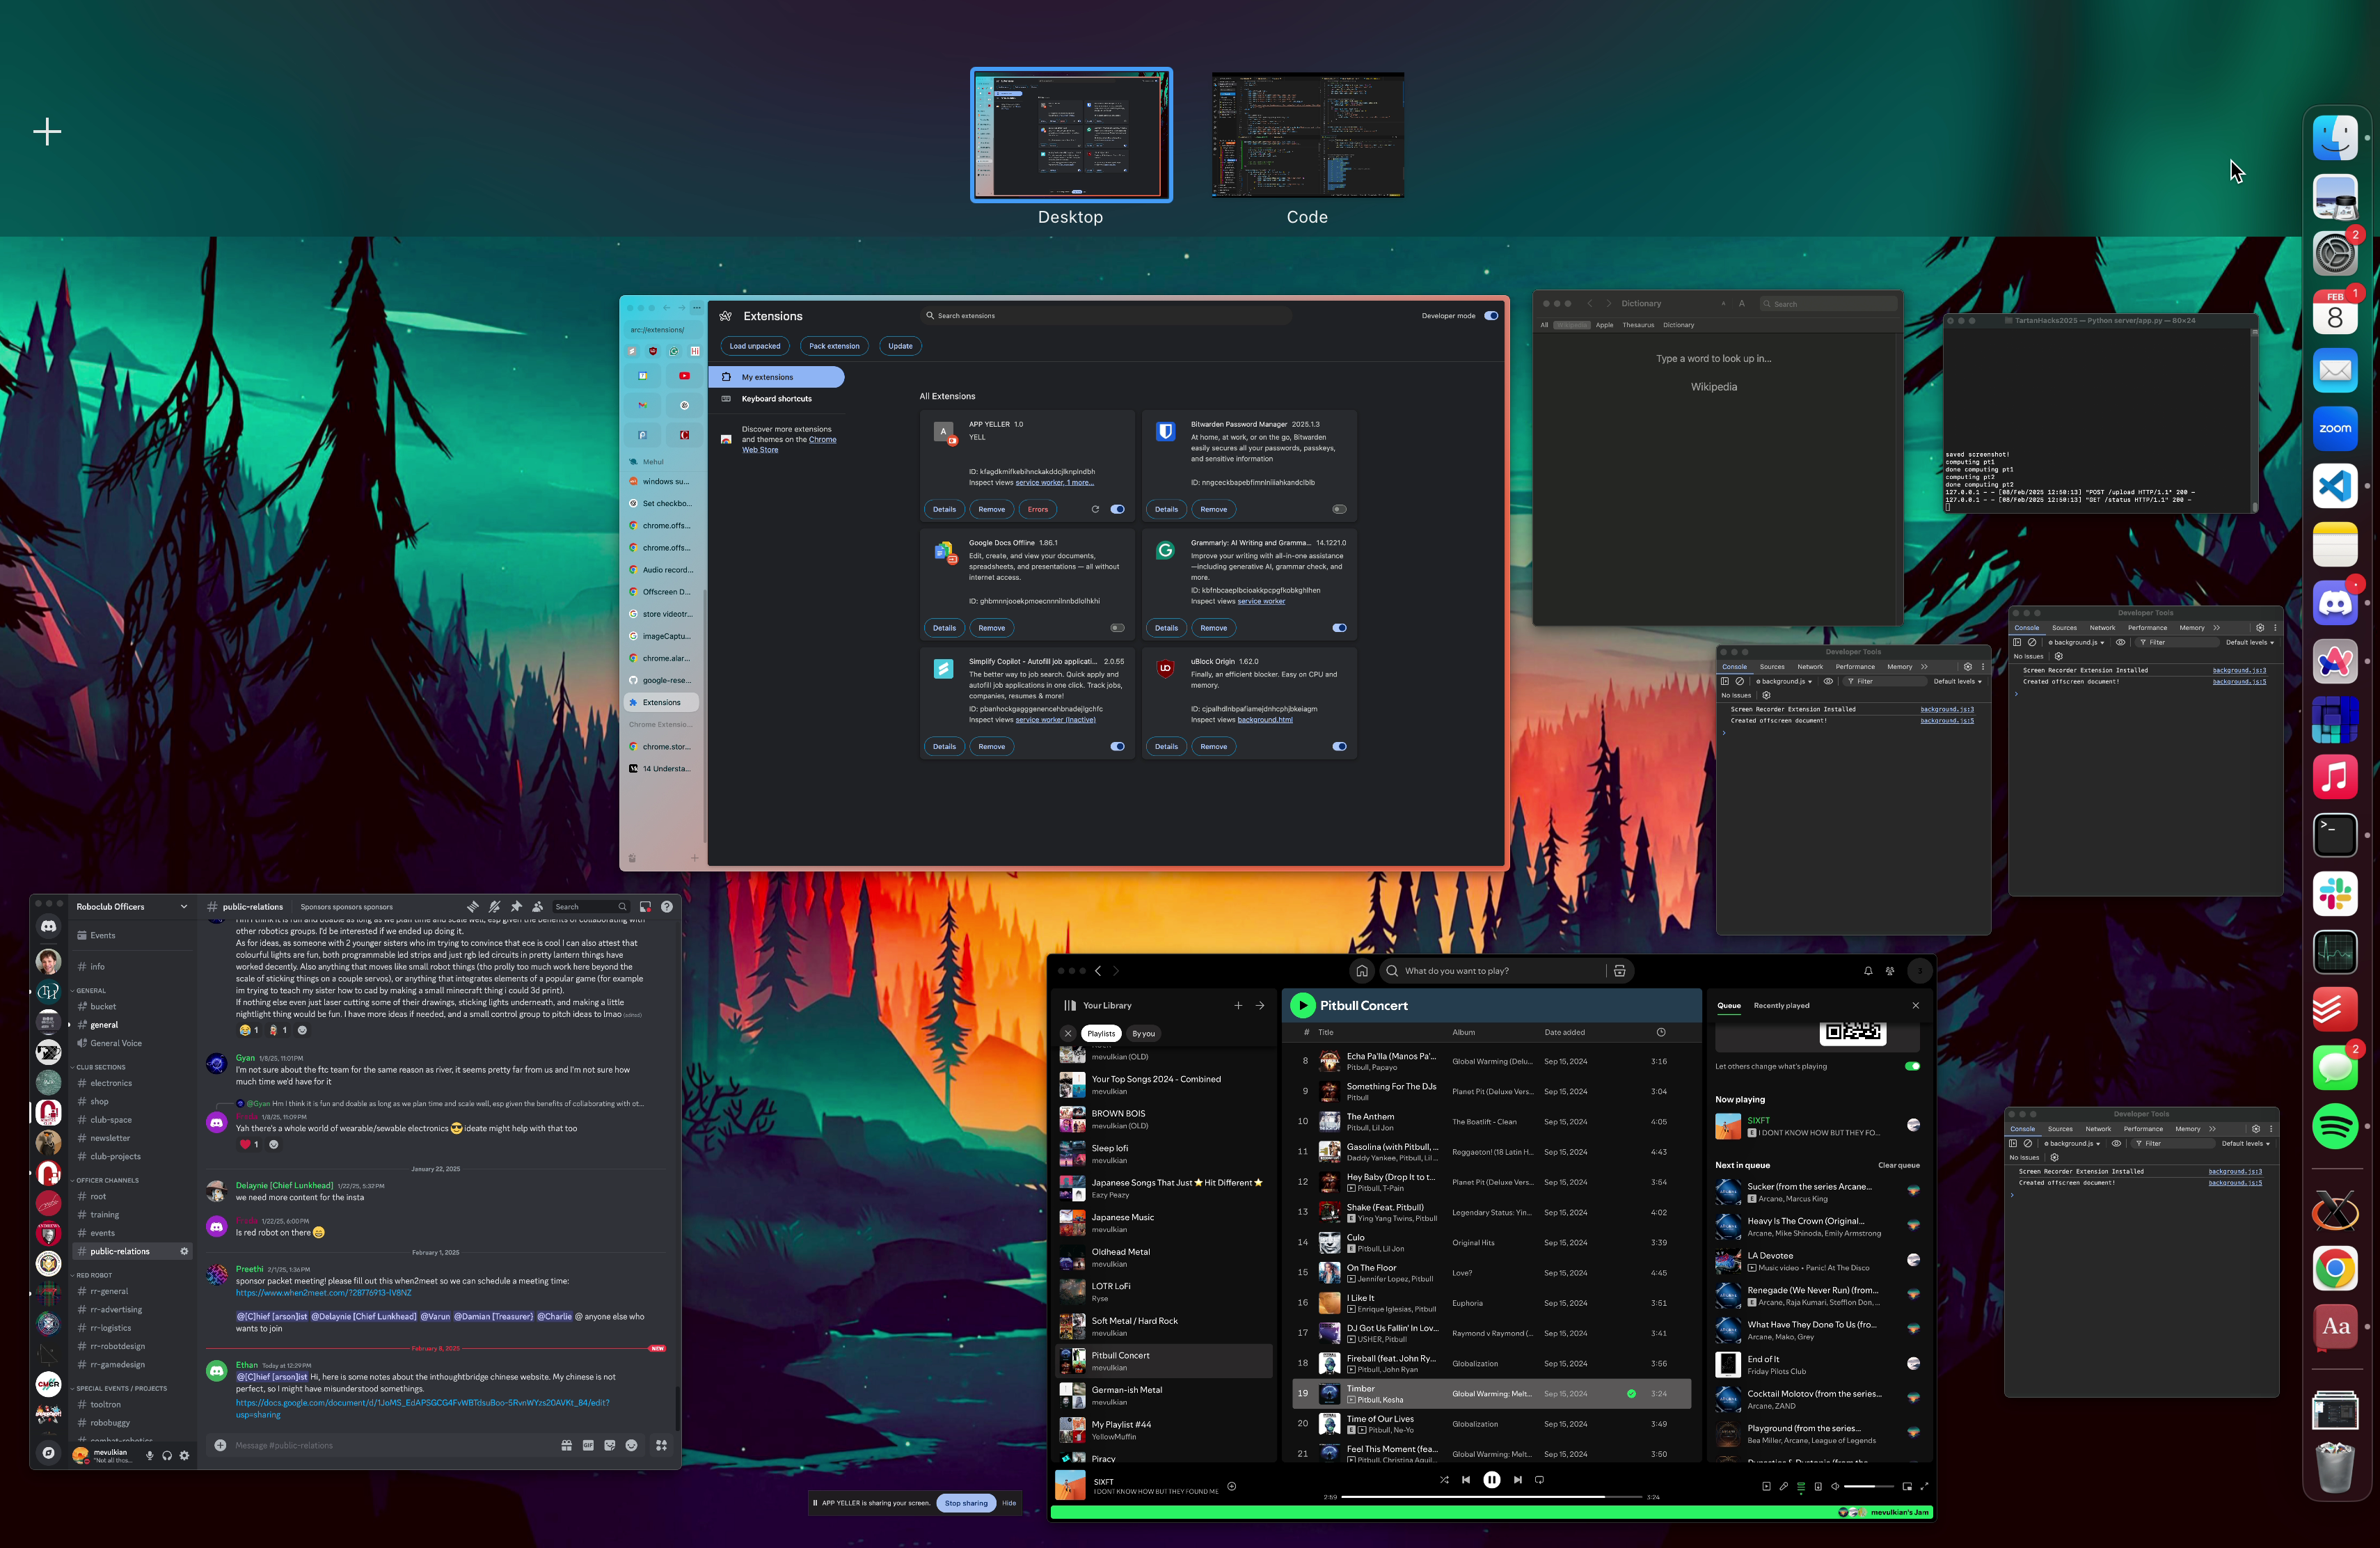 Desktop
Code
arc://extensions/
Mehul
windows su...
Set checkbo...
chrome.offs...
chrome.offs...
Audio record...
Offscreen D...
store videotr...
imageCaptu...
chrome.alar...
google-rese...
Extensions
Chrome Extensio...
chrome.stor...
14 Understa...
Extensions
Search extensions
Developer mode
Load unpacked
Pack extension
Update
My extensions
Keyboard shortcuts
Discover more extensions
and themes on the Chrome
Web Store
All Extensions
APP YELLER 1.0
YELL
ID: kfagdkmifkebihnckakddcjlknplndbh
Inspect views service worker, 1 more...
Details
Remove
Errors
Bitwarden Password Manager 2025.1.3
At home, at work, or on the go, Bitwarden
easily secures all your passwords, passkeys,
and sensitive information
ID: nngceckbapebfimnlniiiahkandclblb
Details
Remove
Google Docs Offline 1.86.1
Edit, create, and view your documents,
spreadsheets, and presentations — all without
internet access.
ID: ghbmnnjooekpmoecnnnilnnbdlolhkhi
Details
Remove
Grammarly: AI Writing and Gramma... 14.1221.0
Improve your writing with all-in-one assistance
—including generative AI, grammar check, and
more.
ID: kbfnbcaeplbcioakkpcpgfkobkghlhen
Inspect views service worker
Details
Remove
Simplify Copilot - Autofill job applicati... 2.0.55
The better way to job search. Quick apply and
autofill job applications in one click. Track jobs,
companies, resumes & more!
ID: pbanhockgagggenencehbnadejlgchfc
Inspect views service worker (Inactive)
Details
Remove
uBlock Origin 1.62.0
Finally, an efficient blocker. Easy on CPU and
memory.
ID: cjpalhdlnbpafiamejdnhcphjbkeiagm
Inspect views background.html
Details
Remove
Dictionary
Search
All Wikipedia Apple Thesaurus Dictionary
Type a word to look up in...
Wikipedia
TartanHacks2025 — Python server/app.py — 80×24
saved screenshot!
computing pt1
done computing pt1
computing pt2
done computing pt2
127.0.0.1 - - [08/Feb/2025 12:50:13] "POST /upload HTTP/1.1" 200 -
127.0.0.1 - - [08/Feb/2025 12:50:13] "GET /status HTTP/1.1" 200 -
Developer Tools
Console Sources Network Performance Memory
background.js
Filter
Default levels
No Issues
Screen Recorder Extension Installed background.js:3
Created offscreen document! background.js:5
Developer Tools
Console Sources Network Performance Memory
background.js
Filter
Default levels
No Issues
Screen Recorder Extension Installed background.js:3
Created offscreen document! background.js:5
Developer Tools
Console Sources Network Performance Memory
background.js
Filter
Default levels
No Issues
Screen Recorder Extension Installed background.js:3
Created offscreen document! background.js:5
2
FEB
8
1
zoom
2
Aa
Roboclub Officers
Events
info
GENERAL
bucket
general
General Voice
CLUB SECTIONS
electronics
shop
club-space
newsletter
club-projects
OFFICER CHANNELS
root
training
events
public-relations
RED ROBOT
rr-general
rr-advertising
rr-logistics
rr-robotdesign
rr-gamedesign
SPECIAL EVENTS / PROJECTS
tooltron
robobuggy
combat-robotics
mevulkian
"Not all thos...
public-relations
Sponsors sponsors sponsors
Search
Hm I think it is fun and doable as long as we plan time and scale well, esp given the benefits of collaborating with
other robotics groups. I'd be interested if we ended up doing it.
As for ideas, as someone with 2 younger sisters who im trying to convince that ece is cool I can also attest that
colourful lights are fun, both programmable led strips and just rgb led circuits in pretty lantern things have
worked decently. Also anything that moves like small robot things (tho prolly too much work here beyond the
scale of sticking things on a couple servos), or anything that integrates elements of a popular game (for example
im trying to teach my sister how to cad by making a small minecraft thing i could 3d print).
If nothing else even just laser cutting some of their drawings, sticking lights underneath, and making a little
nightlight thing would be fun. I have more ideas if needed, and a small control group to pitch ideas to lmao (edited)
1
1
Gyan 1/8/25, 11:01 PM
I'm not sure about the ftc team for the same reason as river, it seems pretty far from us and I'm not sure how
much time we'd have for it
@Gyan Hm I think it is fun and doable as long as we plan time and scale well, esp given the benefits of collaborating with ot...
1/8/25, 11:09 PM
Yah there's a whole world of wearable/sewable electronics 😎 ideate might help with that too
1
January 22, 2025
Delaynie [Chief Lunkhead] 1/22/25, 5:32 PM
we need more content for the insta
1/22/25, 6:00 PM
Is red robot on there 😄
February 1, 2025
Preethi 2/1/25, 1:36 PM
sponsor packet meeting! please fill out this when2meet so we can schedule a meeting time:
https://www.when2meet.com/?28776913-IV8NZ
@[C]hief [arson]ist @Delaynie [Chief Lunkhead] @Varun @Damian [Treasurer] @Charlie @ anyone else who
wants to join
February 8, 2025
NEW
Ethan Today at 12:29 PM
@[C]hief [arson]ist Hi, here is some notes about the inthoughtbridge chinese website. My chinese is not
perfect, so I might have misunderstood somethings.
https://docs.google.com/document/d/1JoMS_EdAPSGCG4FvWBTdsuBoo-5RvnWYzs20AVKt_84/edit?
usp=sharing
Message #public-relations
GIF
APP YELLER is sharing your screen.
Stop sharing
Hide
What do you want to play?
Your Library
Playlists
By you
mevulkian (OLD)
Your Top Songs 2024 - Combined
mevulkian
BROWN BOIS
mevulkian (OLD)
Sleep lofi
mevulkian
Japanese Songs That Just ⭐ Hit Different ⭐
Eazy Peazy
Japanese Music
mevulkian
Oldhead Metal
mevulkian
LOTR LoFi
Ryse
Soft Metal / Hard Rock
mevulkian
Pitbull Concert
mevulkian
German-ish Metal
mevulkian
My Playlist #44
YellowMuffin
Piracy
Pitbull Concert
# Title Album Date added
8 Echa Pa'lla (Manos Pa'... Global Warming (Delu... Sep 15, 2024 3:16
Pitbull, Papayo
9 Something For The DJs Planet Pit (Deluxe Vers... Sep 15, 2024 3:04
Pitbull
10 The Anthem The Boatlift - Clean Sep 15, 2024 4:05
Pitbull, Lil Jon
11 Gasolina (with Pitbull, ... Reggaeton! (18 Latin H... Sep 15, 2024 4:43
Daddy Yankee, Pitbull, Lil ...
12 Hey Baby (Drop It to t... Planet Pit (Deluxe Vers... Sep 15, 2024 3:54
Pitbull, T-Pain
13 Shake (Feat. Pitbull) Legendary Status: Yin... Sep 15, 2024 4:02
E Ying Yang Twins, Pitbull
14 Culo Original Hits Sep 15, 2024 3:39
E Pitbull, Lil Jon
15 On The Floor Love? Sep 15, 2024 4:45
Jennifer Lopez, Pitbull
16 I Like It Euphoria Sep 15, 2024 3:51
Enrique Iglesias, Pitbull
17 DJ Got Us Fallin' In Lov... Raymond v Raymond (... Sep 15, 2024 3:41
USHER, Pitbull
18 Fireball (feat. John Ry... Globalization Sep 15, 2024 3:56
Pitbull, John Ryan
19 Timber Global Warming: Melt... Sep 15, 2024 3:24
Pitbull, Kesha
20 Time of Our Lives Globalization Sep 15, 2024 3:49
E Pitbull, Ne-Yo
21 Feel This Moment (fea... Global Warming: Melt... Sep 15, 2024 3:50
Pitbull, Christina Aguil...
Queue
Recently played
Let others change what's playing
Now playing
SIXFT
E I DONT KNOW HOW BUT THEY FO...
Next in queue
Clear queue
Sucker (from the series Arcane...
E Arcane, Marcus King
Heavy Is The Crown (Original...
Arcane, Mike Shinoda, Emily Armstrong
LA Devotee
Music video • Panic! At The Disco
Renegade (We Never Run) (from...
E Arcane, Raja Kumari, Stefflon Don, ...
What Have They Done To Us (fro...
Arcane, Mako, Grey
End of It
Friday Pilots Club
Cocktail Molotov (from the series...
Arcane, ZAND
Playground (from the series...
Bea Miller, Arcane, League of Legends
SIXFT
I DONT KNOW HOW BUT THEY FOUND ME
2:59
3:24
mevulkian's Jam